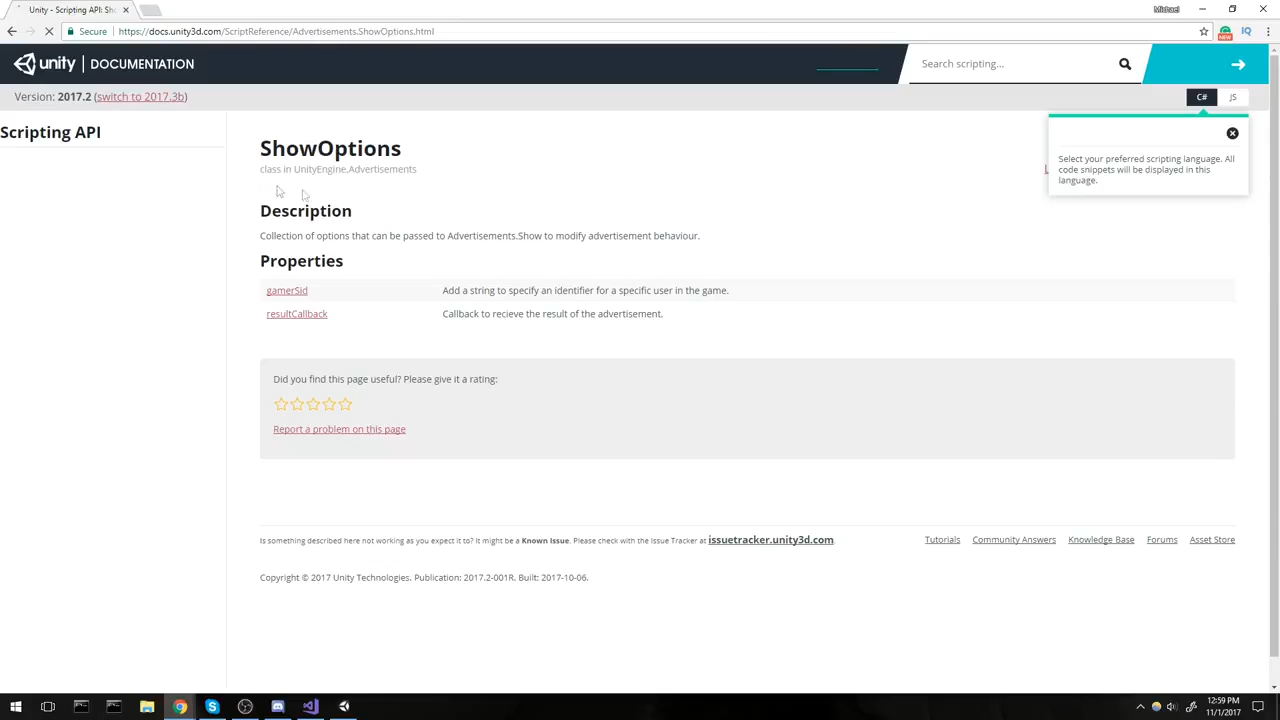 Unity - Scripting API: Sho
Michael
Secure
https://docs.unity3d.com/ScriptReference/Advertisements.ShowOptions.html
NEW
IQ
unity | DOCUMENTATION
Search scripting...
Version: 2017.2 (switch to 2017.3b)
C#
JS
Scripting API
ShowOptions
class in UnityEngine.Advertisements
Select your preferred scripting language. All
code snippets will be displayed in this
language.
Description
Collection of options that can be passed to Advertisements.Show to modify advertisement behaviour.
Properties
gamerSid
Add a string to specify an identifier for a specific user in the game.
resultCallback
Callback to recieve the result of the advertisement.
Did you find this page useful? Please give it a rating:
Report a problem on this page
Is something described here not working as you expect it to? It might be a Known Issue. Please check with the Issue Tracker at issuetracker.unity3d.com.
Tutorials
Community Answers
Knowledge Base
Forums
Asset Store
Copyright © 2017 Unity Technologies. Publication: 2017.2-001R. Built: 2017-10-06.
12:59 PM
11/1/2017